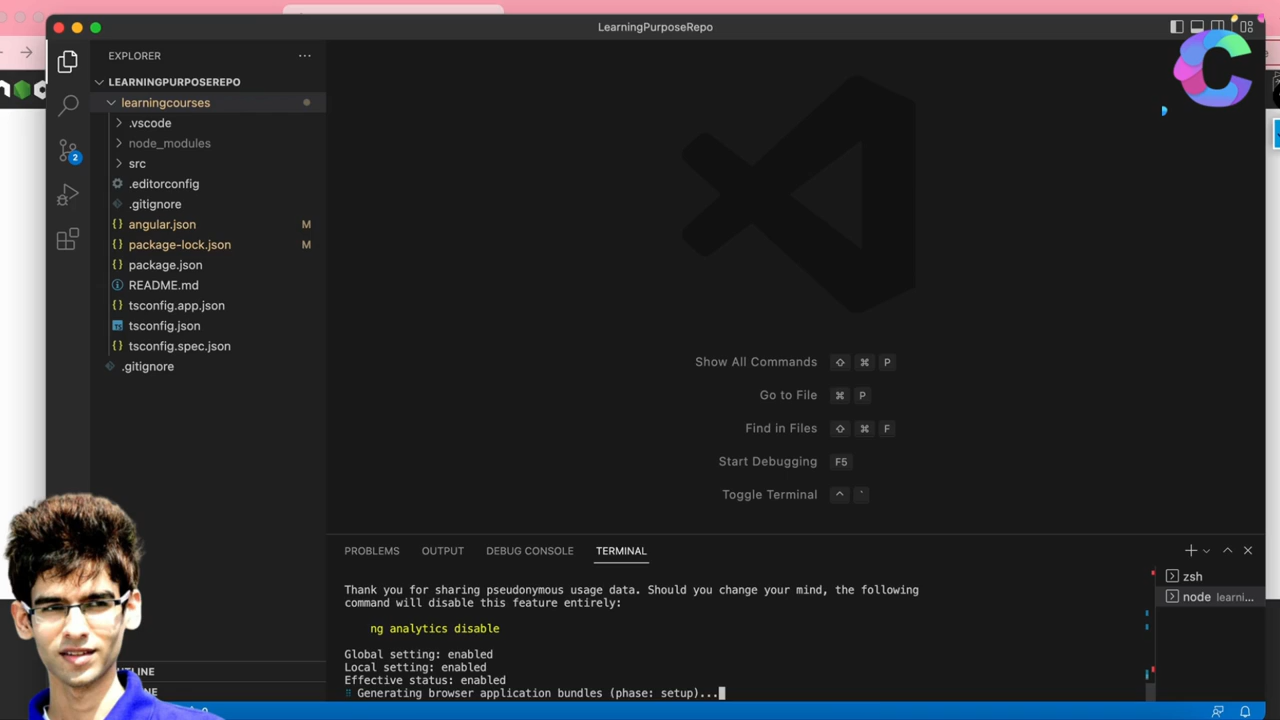 LearningPurposeRepo
EXPLORER
LEARNINGPURPOSEREPO
learningcourses
.vscode
node_modules
src
.editorconfig
.gitignore
angular.json M
package-lock.json M
package.json
README.md
tsconfig.app.json
tsconfig.json
tsconfig.spec.json
.gitignore
2
Show All Commands ⇧ ⌘ P
Go to File ⌘ P
Find in Files ⇧ ⌘ F
Start Debugging F5
Toggle Terminal ^ `
PROBLEMS OUTPUT DEBUG CONSOLE TERMINAL
Thank you for sharing pseudonymous usage data. Should you change your mind, the following
command will disable this feature entirely:
ng analytics disable
Global setting: enabled
Local setting: enabled
Effective status: enabled
Generating browser application bundles (phase: setup)...
zsh
node learni...